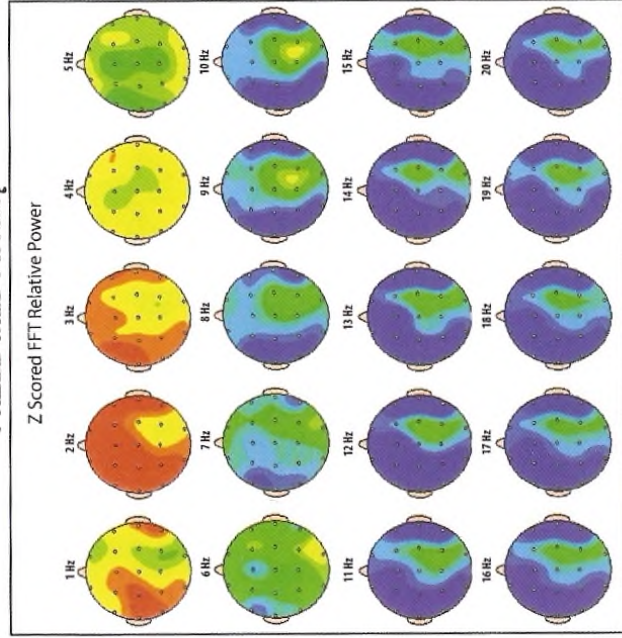 Z Scored FFT Relative Power
1 Hz 2 Hz 3 Hz 4 Hz 5 Hz
6 Hz 7 Hz 8 Hz 9 Hz 10 Hz
11 Hz 12 Hz 13 Hz 14 Hz 15 Hz
16 Hz 17 Hz 18 Hz 19 Hz 20 Hz